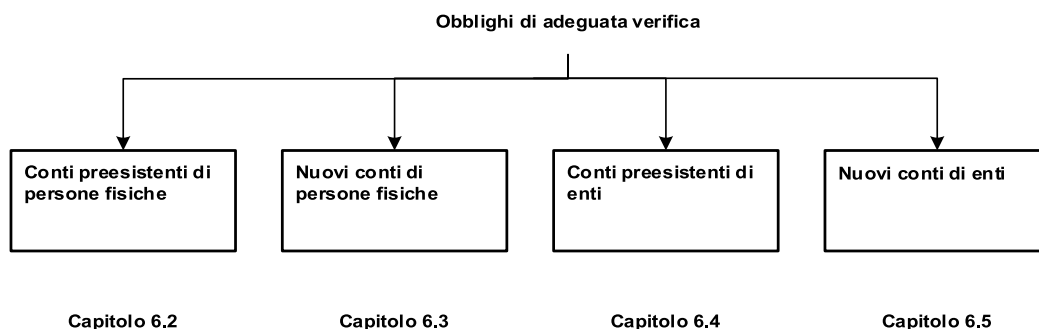 Obblighi di adeguata verifica
Conti preesistenti di
persone fisiche
Nuovi conti di
persone fisiche
Conti preesistenti di
enti
Nuovi conti di enti
Capitolo 6.2
Capitolo 6.3
Capitolo 6.4
Capitolo 6.5